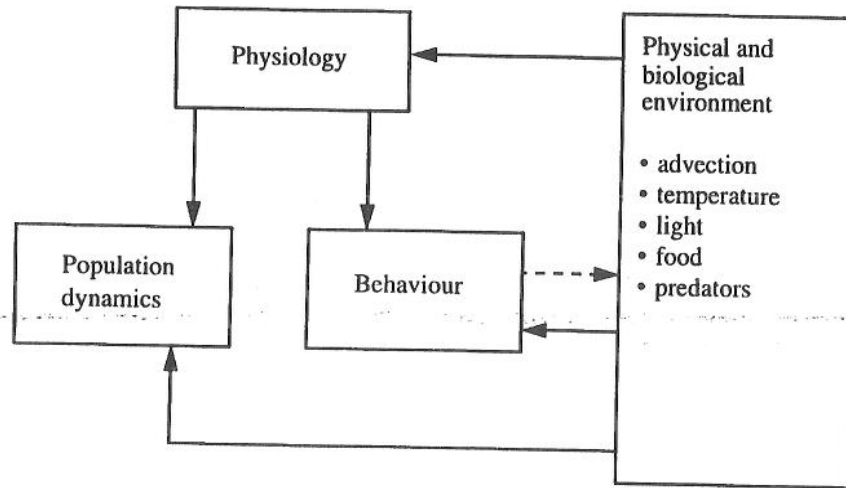 Physiology
Physical and
biological
environment
• advection
• temperature
• light
• food
• predators
Population
dynamics
Behaviour